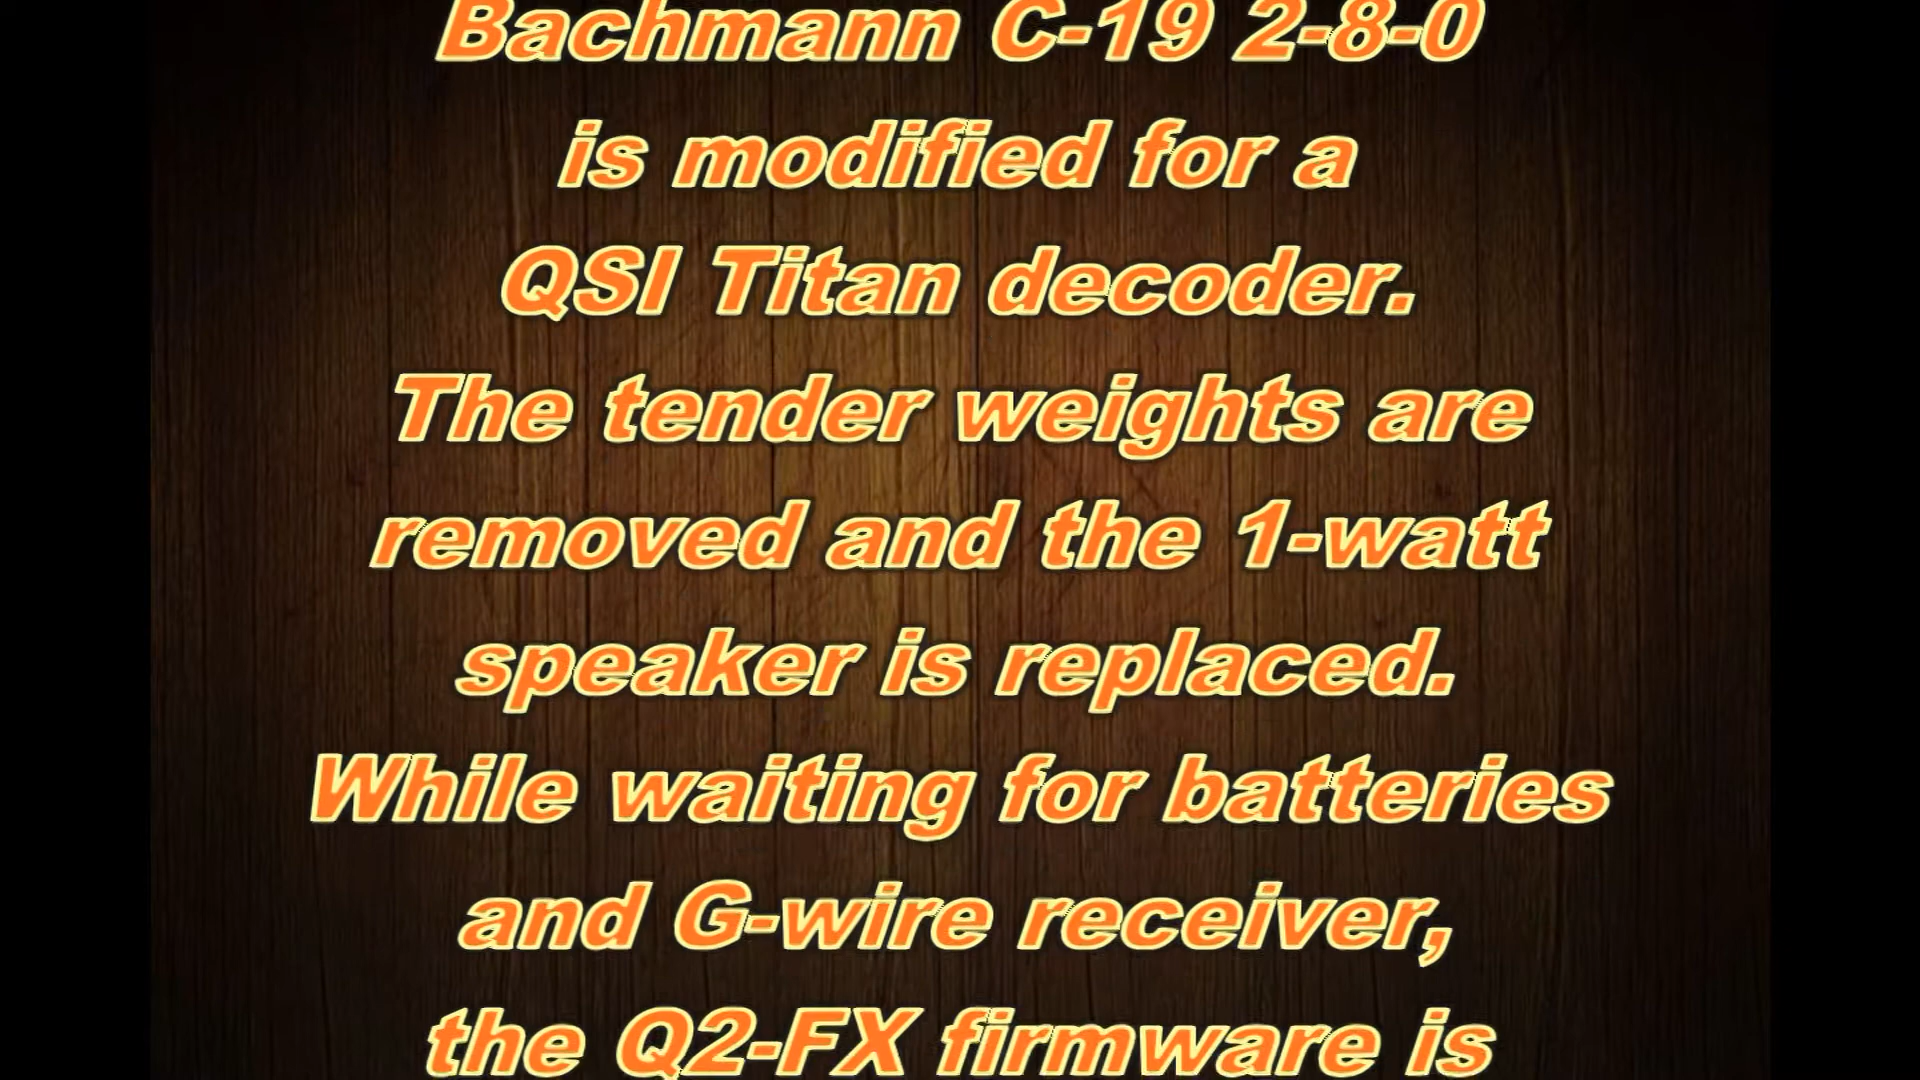 Bachmann C-19 2-8-0
is modified for a
QSI Titan decoder.
The tender weights are
removed and the 1-watt
speaker is replaced.
While waiting for batteries
and G-wire receiver,
the Q2-FX firmware is